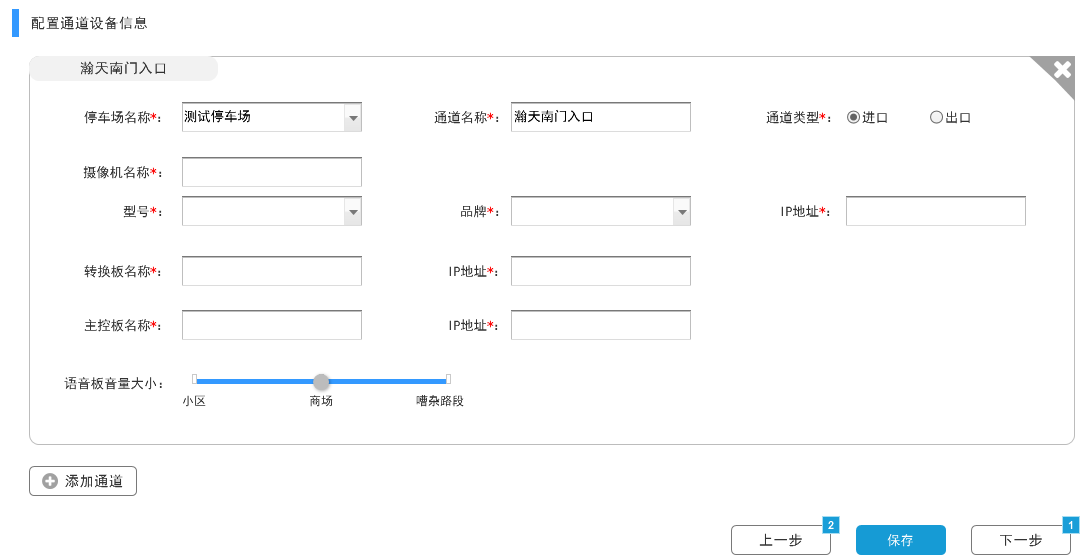 配置通道设备信息
瀚天南门入口
停车场名称*： 测试停车场 通道名称*： 瀚天南门入口 通道类型*： 进口 出口
摄像机名称*：
型号*： 品牌*： IP地址*：
转换板名称*： IP地址*：
主控板名称*： IP地址*：
语音板音量大小：
小区 商场 嘈杂路段
添加通道
2 1
上一步 保存 下一步